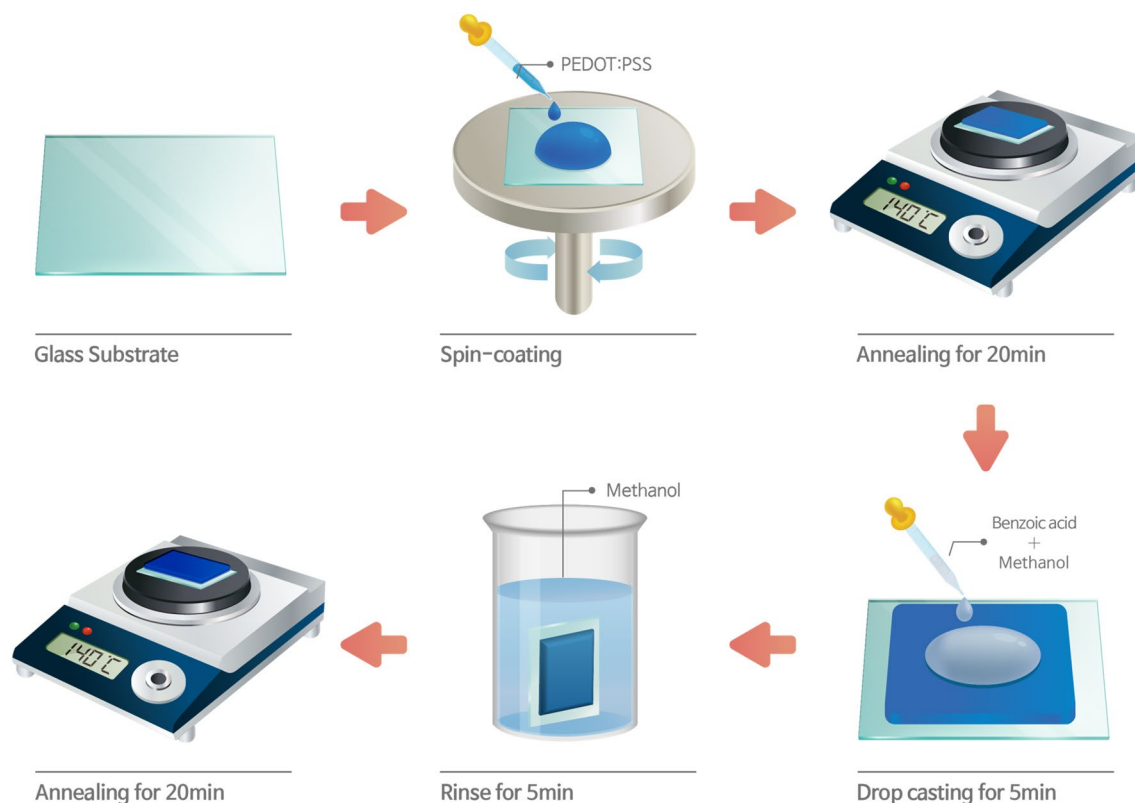 PEDOT:PSS
140℃
Glass Substrate
Spin-coating
Annealing for 20min
Methanol
Benzoic acid
+
Methanol
140℃
Annealing for 20min
Rinse for 5min
Drop casting for 5min